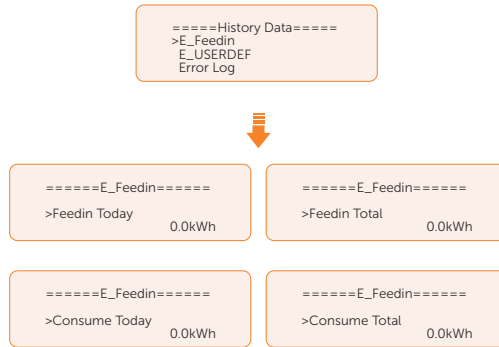 =====History Data=====
>E_Feedin
E_USERDEF
Error Log
======E_Feedin======
>Feedin Today
0.0kWh
======E_Feedin======
>Feedin Total
0.0kWh
======E_Feedin======
>Consume Today
0.0kWh
======E_Feedin======
>Consume Total
0.0kWh